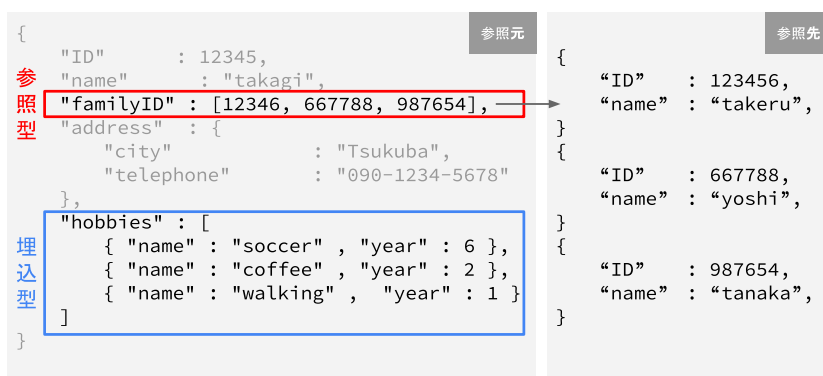 参照元
{
"ID" : 12345,
"name" : "takagi",
"familyID" : [12346, 667788, 987654],
"address" : {
"city" : "Tsukuba",
"telephone" : "090-1234-5678"
},
"hobbies" : [
{ "name" : "soccer" , "year" : 6 },
{ "name" : "coffee" , "year" : 2 },
{ "name" : "walking" , "year" : 1 }
]
}
参照型
埋込型
参照先
{
“ID” : 123456,
“name” : “takeru”,
}
{
“ID” : 667788,
“name” : “yoshi”,
}
{
“ID” : 987654,
“name” : “tanaka”,
}